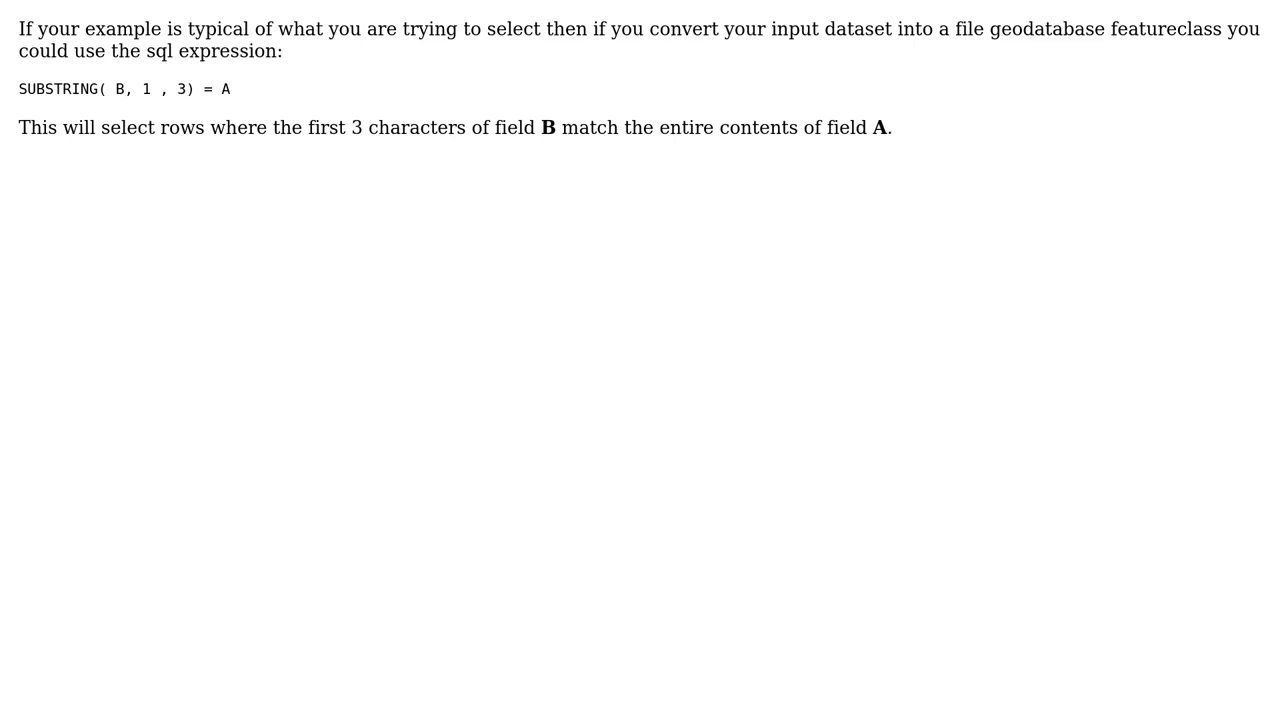 If your example is typical of what you are trying to select then if you convert your input dataset into a file geodatabase featureclass you
could use the sql expression:
SUBSTRING( B, 1 , 3) = A
This will select rows where the first 3 characters of field B match the entire contents of field A.